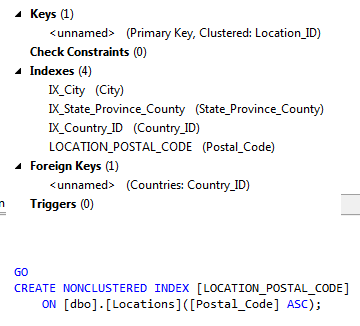 Keys (1)
<unnamed> (Primary Key, Clustered: Location_ID)
Check Constraints (0)
Indexes (4)
IX_City (City)
IX_State_Province_County (State_Province_County)
IX_Country_ID (Country_ID)
LOCATION_POSTAL_CODE (Postal_Code)
Foreign Keys (1)
<unnamed> (Countries: Country_ID)
n
Triggers (0)
GO
CREATE NONCLUSTERED INDEX [LOCATION_POSTAL_CODE]
ON [dbo].[Locations]([Postal_Code] ASC);